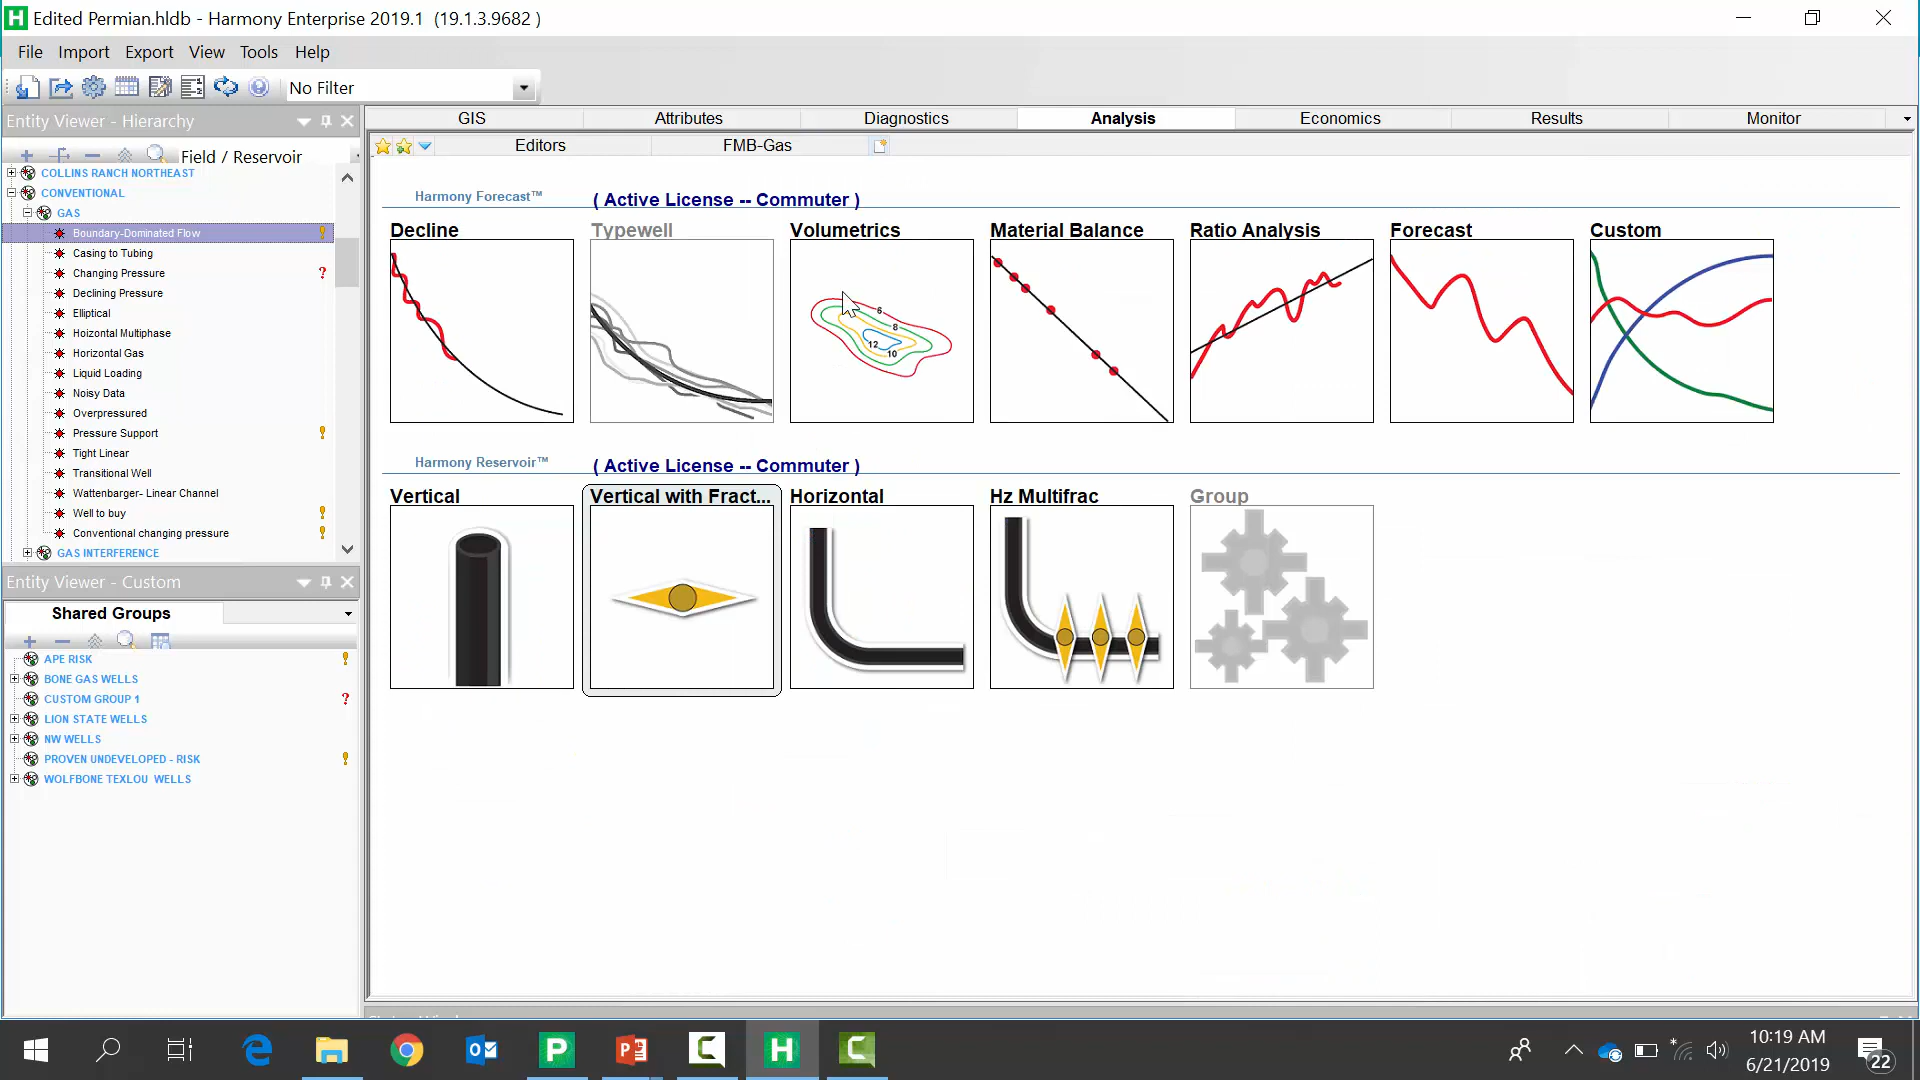 Edited Permian.hldb - Harmony Enterprise 2019.1 (19.1.3.9682 )
File Import Export View Tools Help
No Filter
Entity Viewer - Hierarchy
Field / Reservoir
COLLINS RANCH NORTHEAST
CONVENTIONAL
GAS
Boundary-Dominated Flow
Casing to Tubing
Changing Pressure ?
Declining Pressure
Elliptical
Hoizontal Multiphase
Horizontal Gas
Liquid Loading
Noisy Data
Overpressured
Pressure Support
Tight Linear
Transitional Well
Wattenbarger- Linear Channel
Well to buy
Conventional changing pressure
GAS INTERFERENCE
Entity Viewer - Custom
Shared Groups
APE RISK
BONE GAS WELLS
CUSTOM GROUP 1 ?
LION STATE WELLS
NW WELLS
PROVEN UNDEVELOPED - RISK
WOLFBONE TEXLOU WELLS
GIS Attributes Diagnostics Analysis Economics Results Monitor
Editors FMB-Gas
Harmony Forecast™ ( Active License -- Commuter )
Decline Typewell Volumetrics Material Balance Ratio Analysis Forecast Custom
6
8
12
10
Harmony Reservoir™ ( Active License -- Commuter )
Vertical Vertical with Fract... Horizontal Hz Multifrac Group
10:19 AM
6/21/2019
22